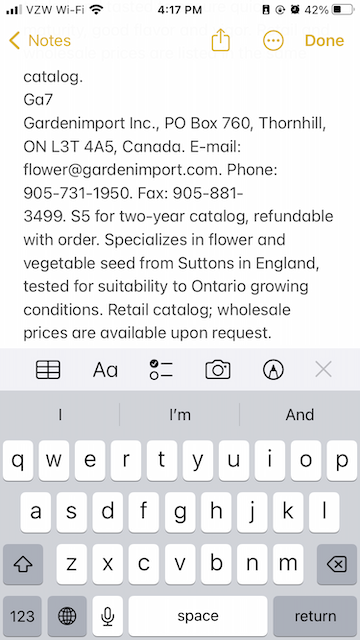 VZW Wi-Fi 4:17 PM 42%
Notes Done
catalog.
Ga7
Gardenimport Inc., PO Box 760, Thornhill,
ON L3T 4A5, Canada. E-mail:
flower@gardenimport.com. Phone:
905-731-1950. Fax: 905-881-
3499. S5 for two-year catalog, refundable
with order. Specializes in flower and
vegetable seed from Suttons in England,
tested for suitability to Ontario growing
conditions. Retail catalog; wholesale
prices are available upon request.
Aa
I I'm And
q w e r t y u i o p
a s d f g h j k l
z x c v b n m
123 space return